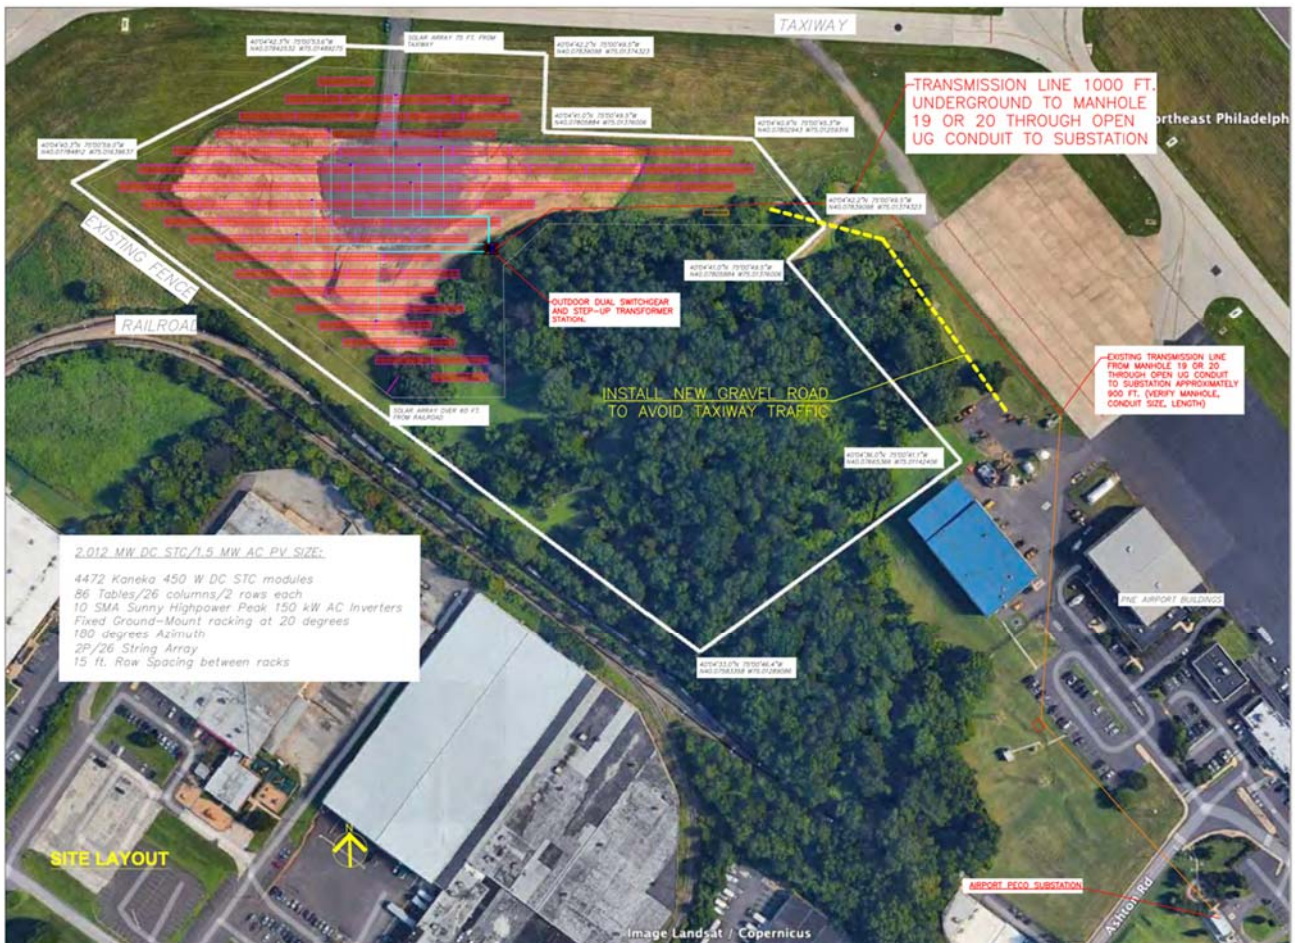 TAXIWAY
SOLAR ARRAY 75 FT. FROM
TAXIWAY
TRANSMISSION LINE 1000 FT.
UNDERGROUND TO MANHOLE
19 OR 20 THROUGH OPEN
UG CONDUIT TO SUBSTATION
ortheast Philadelph
EXISTING FENCE
RAILROAD
OUTDOOR DUAL SWITCHGEAR
AND STEP-UP TRANSFORMER
STATION.
EXISTING TRANSMISSION LINE
FROM MANHOLE 19 OR 20
THROUGH OPEN UG CONDUIT
TO SUBSTATION APPROXIMATELY
900 FT. (VERIFY MANHOLE,
CONDUIT SIZE, LENGTH)
INSTALL NEW GRAVEL ROAD
TO AVOID TAXIWAY TRAFFIC
SOLAR ARRAY OVER 60 FT.
FROM RAILROAD
2.012 MW DC STC/1.5 MW AC PV SIZE:
4472 Kaneka 450 W DC STC modules
86 Tables/26 columns/2 rows each
10 SMA Sunny Highpower Peak 150 kW AC Inverters
Fixed Ground-Mount racking at 20 degrees
180 degrees Azimuth
2P/26 String Array
15 ft. Row Spacing between racks
PNE AIRPORT BUILDINGS
N
SITE LAYOUT
AIRPORT PECO SUBSTATION
Ashton Rd
Image Landsat / Copernicus